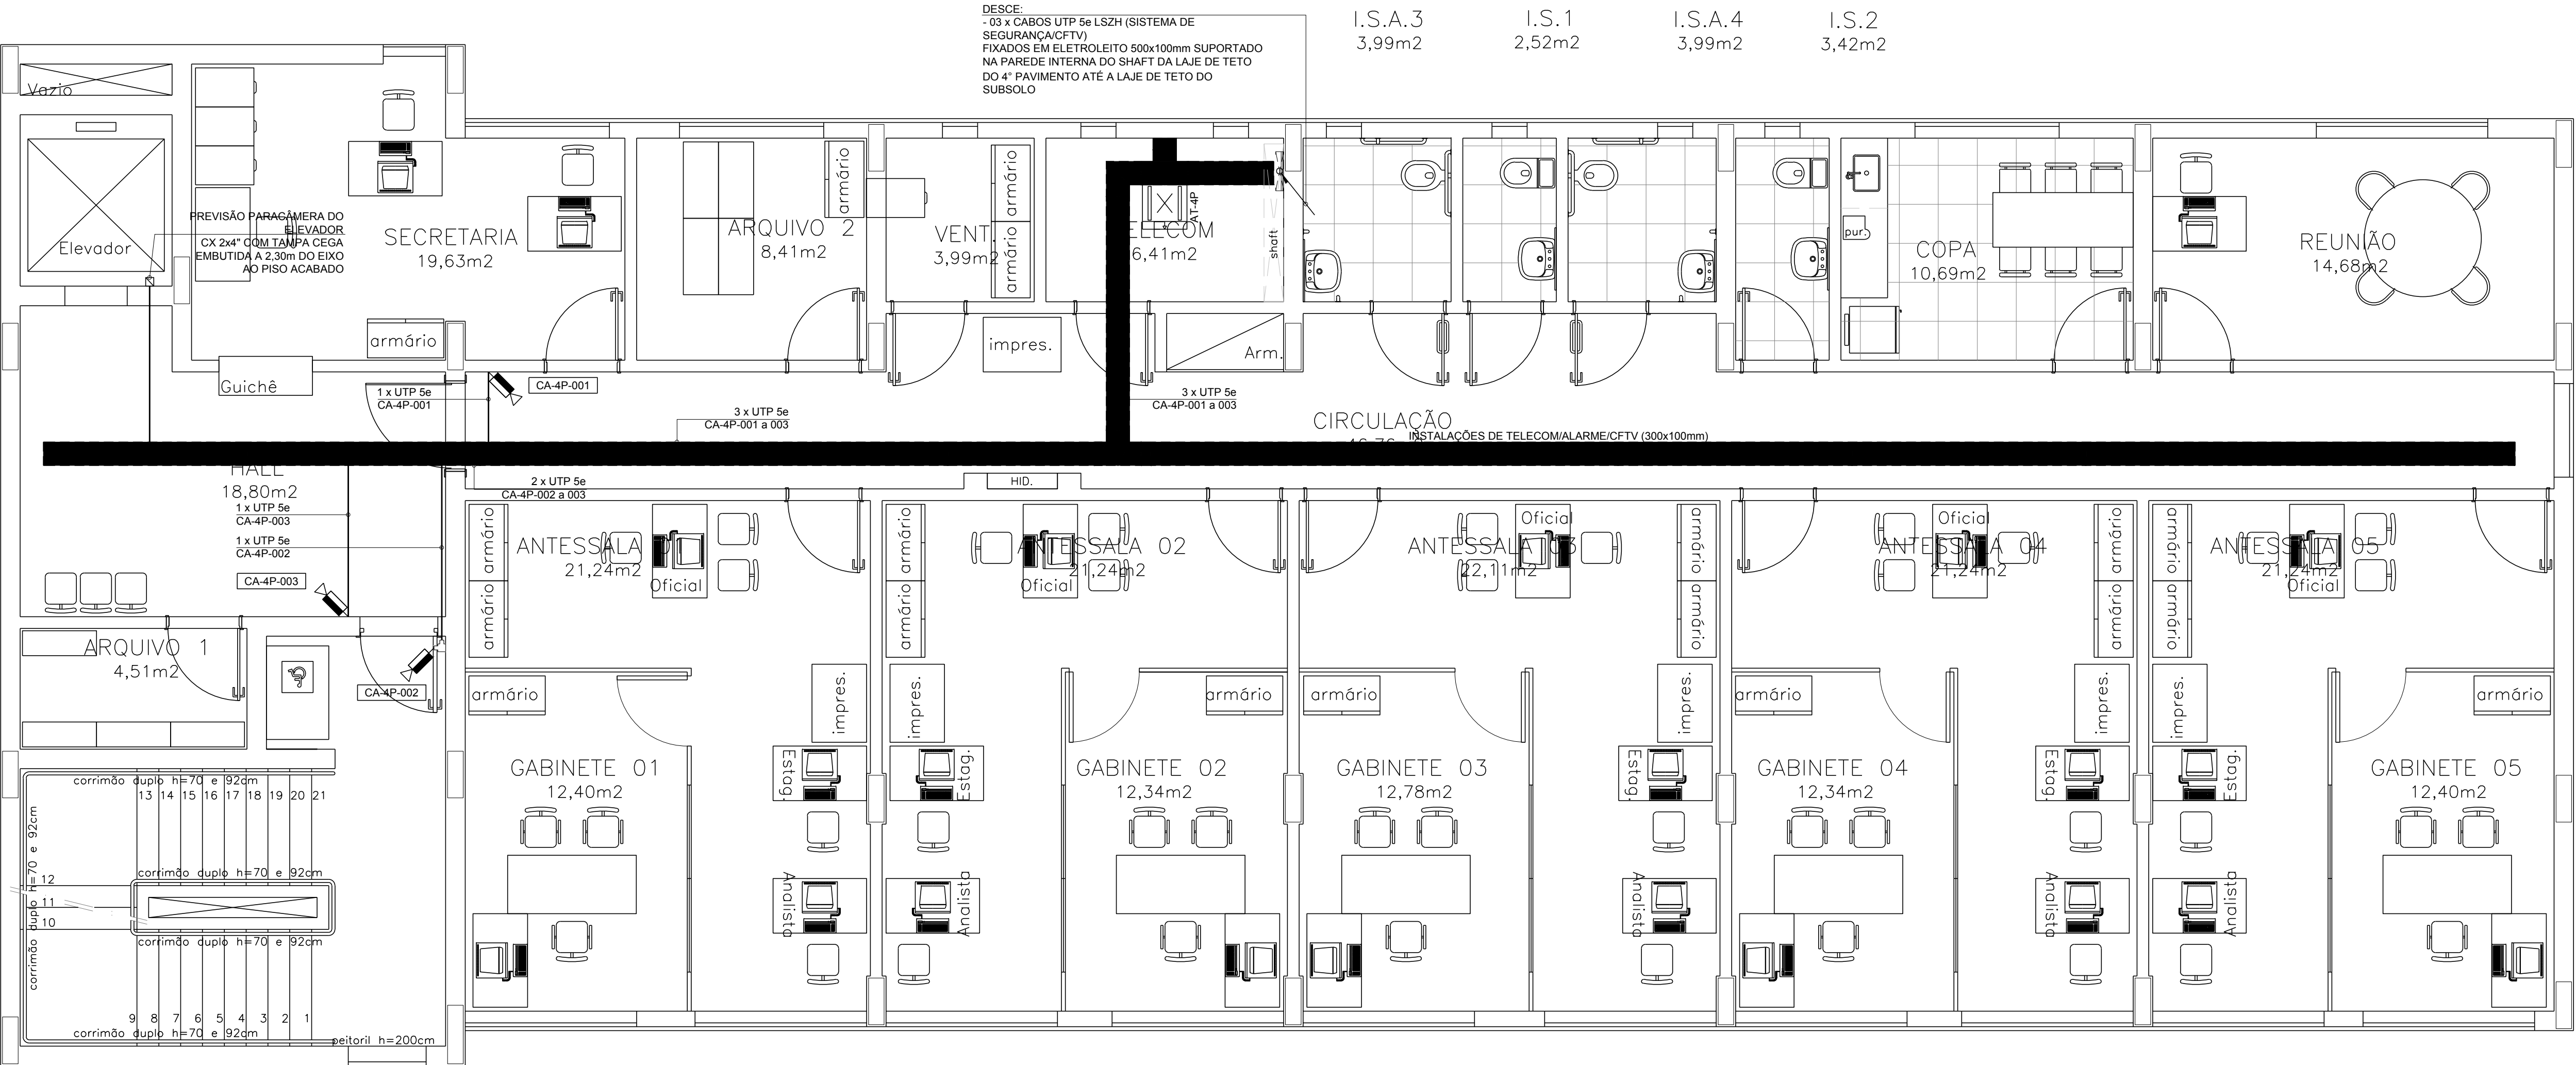 DESCE:
- 03 x CABOS UTP 5e LSZH (SISTEMA DE
SEGURANÇA/CFTV)
FIXADOS EM ELETROLEITO 500x100mm SUPORTADO
NA PAREDE INTERNA DO SHAFT DA LAJE DE TETO
DO 4° PAVIMENTO ATÉ A LAJE DE TETO DO
SUBSOLO
I.S.A.3
3,99m2
I.S.1
2,52m2
I.S.A.4
3,99m2
I.S.2
3,42m2
Vazio
Elevador
PREVISÃO PARACÂMERA DO
ELEVADOR
CX 2x4" COM TAMPA CEGA
EMBUTIDA A 2,30m DO EIXO
AO PISO ACABADO
SECRETARIA
19,63m2
armário
Guichê
ARQUIVO 2
8,41m2
armário
VENT.
3,99m2
armário
armário
impres.
TELECOM
6,41m2
AT-4P
shaft
Arm.
pur.
COPA
10,69m2
REUNIÃO
14,68m2
1 x UTP 5e
CA-4P-001
CA-4P-001
3 x UTP 5e
CA-4P-001 a 003
3 x UTP 5e
CA-4P-001 a 003
CIRCULAÇÃO
INSTALAÇÕES DE TELECOM/ALARME/CFTV (300x100mm)
HALL
18,80m2
1 x UTP 5e
CA-4P-003
1 x UTP 5e
CA-4P-002
CA-4P-003
2 x UTP 5e
CA-4P-002 a 003
HID.
CA-4P-002
ARQUIVO 1
4,51m2
armário
armário
ANTESSALA
21,24m2
Oficial
armário
armário
ANTESSALA 02
21,24m2
Oficial
ANTESSALA 03
22,11m2
Oficial
armário
armário
ANTESSALA 04
21,24m2
Oficial
armário
armário
armário
armário
ANTESSALA 05
21,24m2
Oficial
armário
impres.
impres.
armário
armário
impres.
armário
impres.
impres.
armário
GABINETE 01
12,40m2
Estag.
Analista
Estag.
Analista
GABINETE 02
12,34m2
GABINETE 03
12,78m2
Estag.
Analista
GABINETE 04
12,34m2
Estag.
Analista
Estag.
Analista
GABINETE 05
12,40m2
corrimão duplo h=70 e 92cm
13 14 15 16 17 18 19 20 21
corrimão duplo h=70 e 92cm
corrimão duplo h=70 e 92cm
12
11
10
corrimão duplo h=70 e 92cm
9 8 7 6 5 4 3 2 1
corrimão duplo h=70 e 92cm
peitoril h=200cm